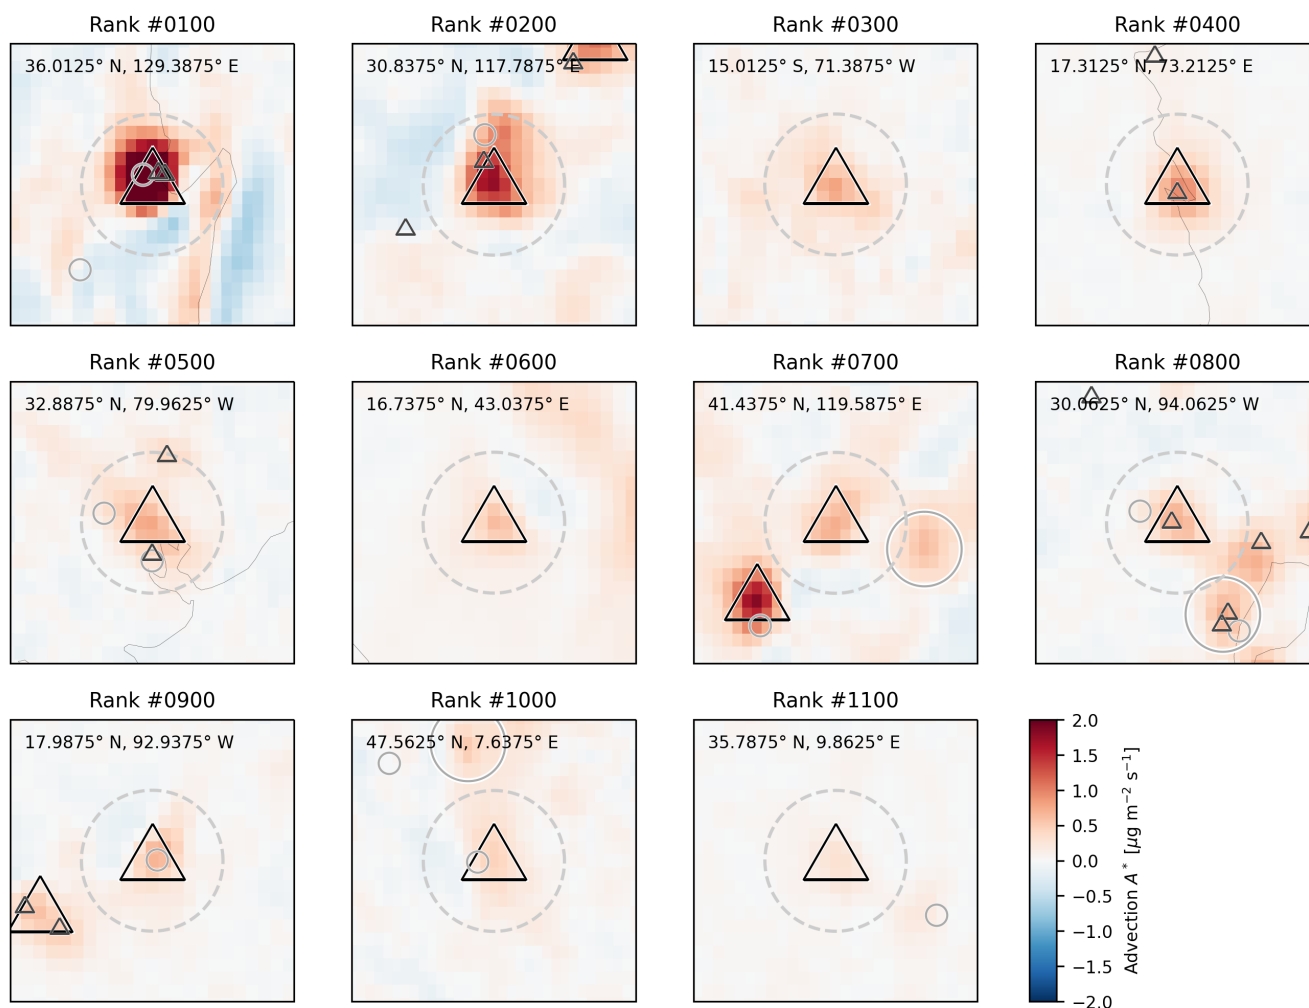 Rank #0100
36.0125° N, 129.3875° E
Rank #0200
30.8375° N, 117.7875° E
Rank #0300
15.0125° S, 71.3875° W
Rank #0400
17.3125° N, 73.2125° E
Rank #0500
32.8875° N, 79.9625° W
Rank #0600
16.7375° N, 43.0375° E
Rank #0700
41.4375° N, 119.5875° E
Rank #0800
30.0625° N, 94.0625° W
Rank #0900
17.9875° N, 92.9375° W
Rank #1000
47.5625° N, 7.6375° E
Rank #1100
35.7875° N, 9.8625° E
2.0
1.5
1.0
0.5
0.0
−0.5
−1.0
−1.5
−2.0
Advection A* [μg m⁻² s⁻¹]